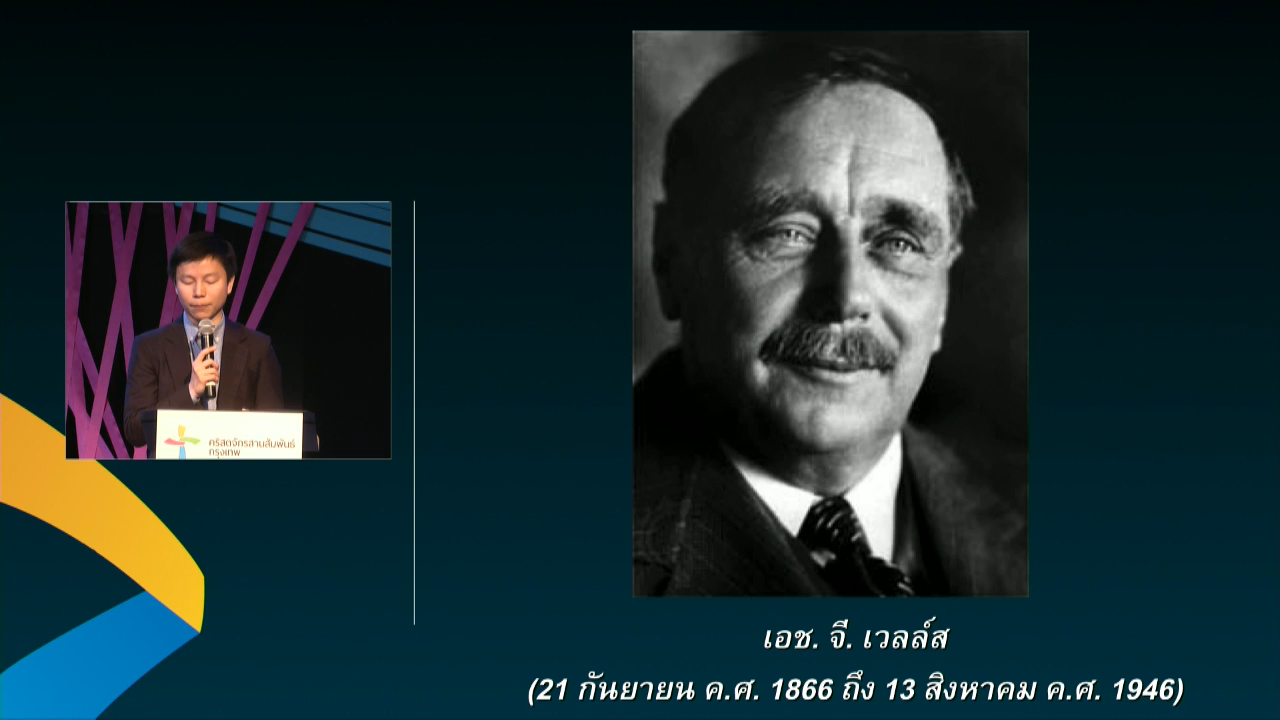 คริสตจักรสามสัมพันธ์
กรุงเทพ
เอช. จี. เวลล์ส
(21 กันยายน ค.ศ. 1866 ถึง 13 สิงหาคม ค.ศ. 1946)